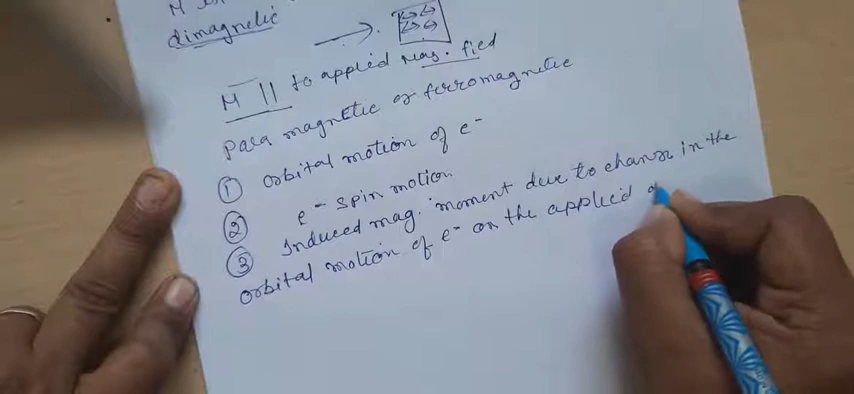 M
dimagnetic
M || to applied mag. fied
para magnetic or ferromagnetic
① orbital motion of e-
② e- spin motion
③ Induced mag. moment due to change in the
orbital motion of e- on the applied